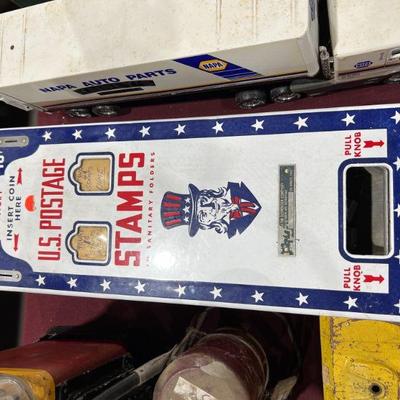 NAPA AUTO PARTS
NAPA
INSERT COIN
HERE
U.S. POSTAGE
STAMPS
IN SANITARY FOLDERS
PULL
KNOB
PULL
KNOB